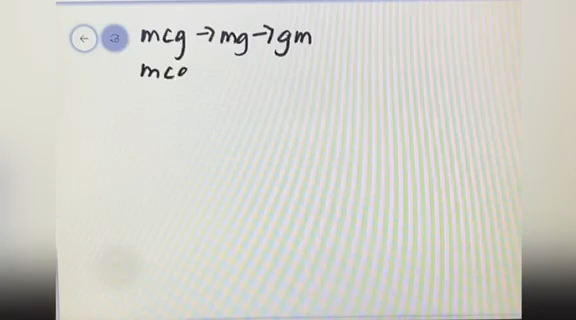 mcg → mg → gm
mco